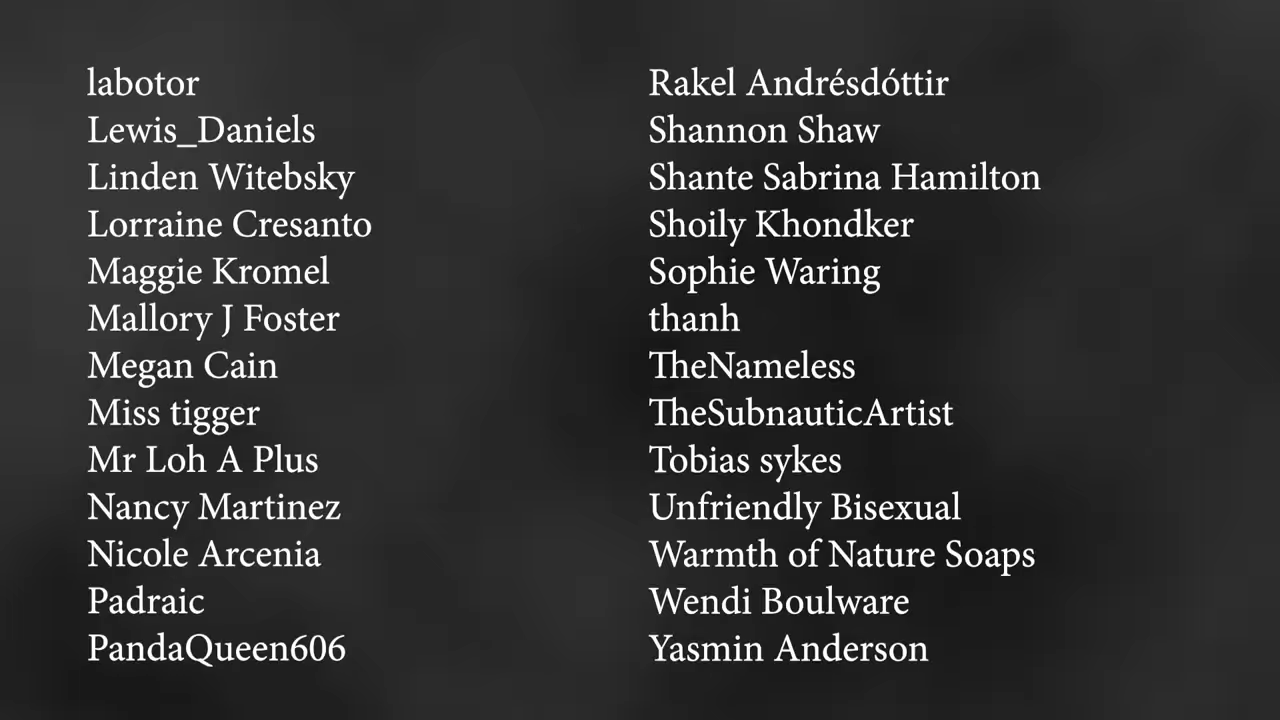 labotor
Lewis_Daniels
Linden Witebsky
Lorraine Cresanto
Maggie Kromel
Mallory J Foster
Megan Cain
Miss tigger
Mr Loh A Plus
Nancy Martinez
Nicole Arcenia
Padraic
PandaQueen606
Rakel Andrésdóttir
Shannon Shaw
Shante Sabrina Hamilton
Shoily Khondker
Sophie Waring
thanh
TheNameless
TheSubnauticArtist
Tobias sykes
Unfriendly Bisexual
Warmth of Nature Soaps
Wendi Boulware
Yasmin Anderson